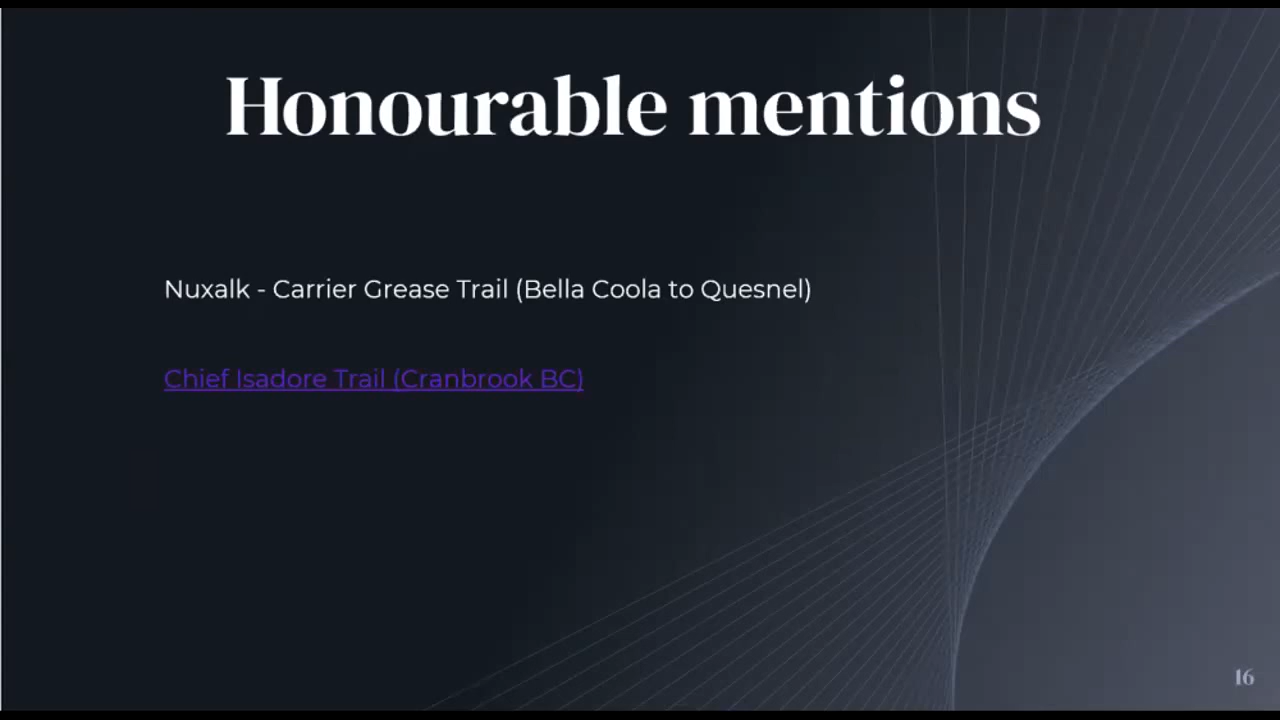 Honourable mentions
Nuxalk - Carrier Grease Trail (Bella Coola to Quesnel)
Chief Isadore Trail (Cranbrook BC)
16